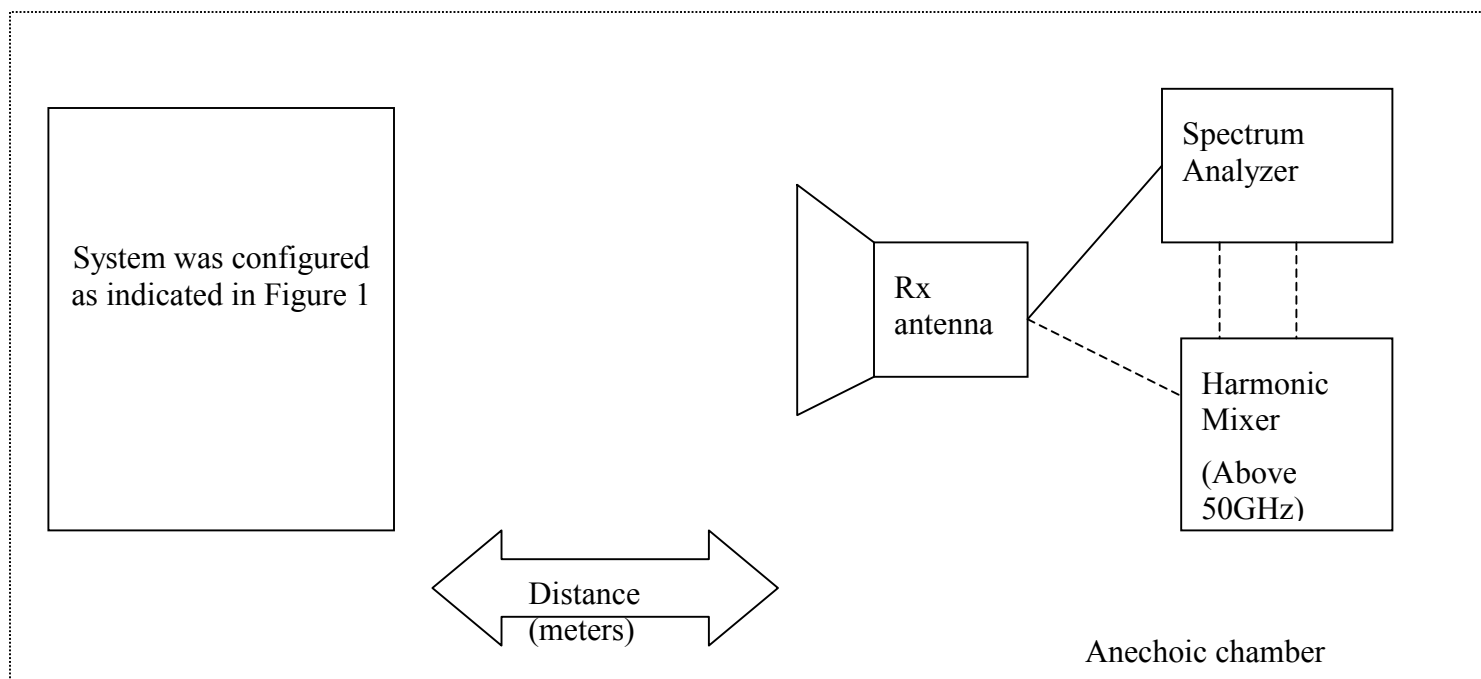 System was configured
as indicated in Figure 1
Rx
antenna
Spectrum
Analyzer
Harmonic
Mixer
(Above
50GHz)
Distance
(meters)
Anechoic chamber